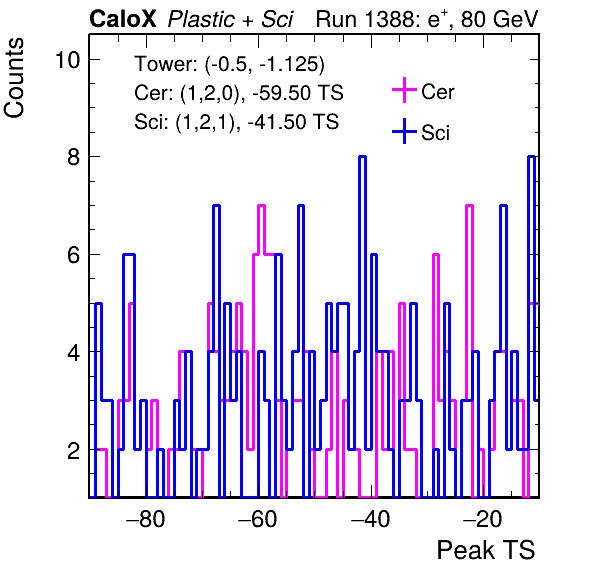 CaloX Plastic + Sci Run 1388: e+, 80 GeV
Counts
Tower: (-0.5, -1.125)
Cer: (1,2,0), -59.50 TS
Sci: (1,2,1), -41.50 TS
Cer
Sci
10
8
6
4
2
−80 −60 −40 −20
Peak TS